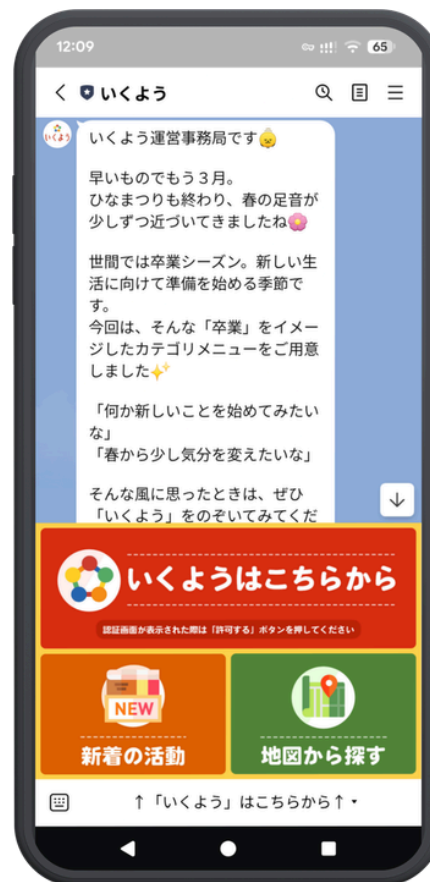 12:09
65
いくよう
いくよう
いくよう運営事務局です
早いものでもう３月。
ひなまつりも終わり、春の足音が
少しずつ近づいてきましたね
世間では卒業シーズン。新しい生
活に向けて準備を始める季節で
す。
今回は、そんな「卒業」をイメー
ジしたカテゴリメニューをご用意
しました
「何か新しいことを始めてみたい
な」
「春から少し気分を変えたいな」
そんな風に思ったときは、ぜひ
「いくよう」をのぞいてみてくだ
いくようはこちらから
認証画面が表示された際は「許可する」ボタンを押してください
NEW
新着の活動
地図から探す
↑「いくよう」はこちらから↑